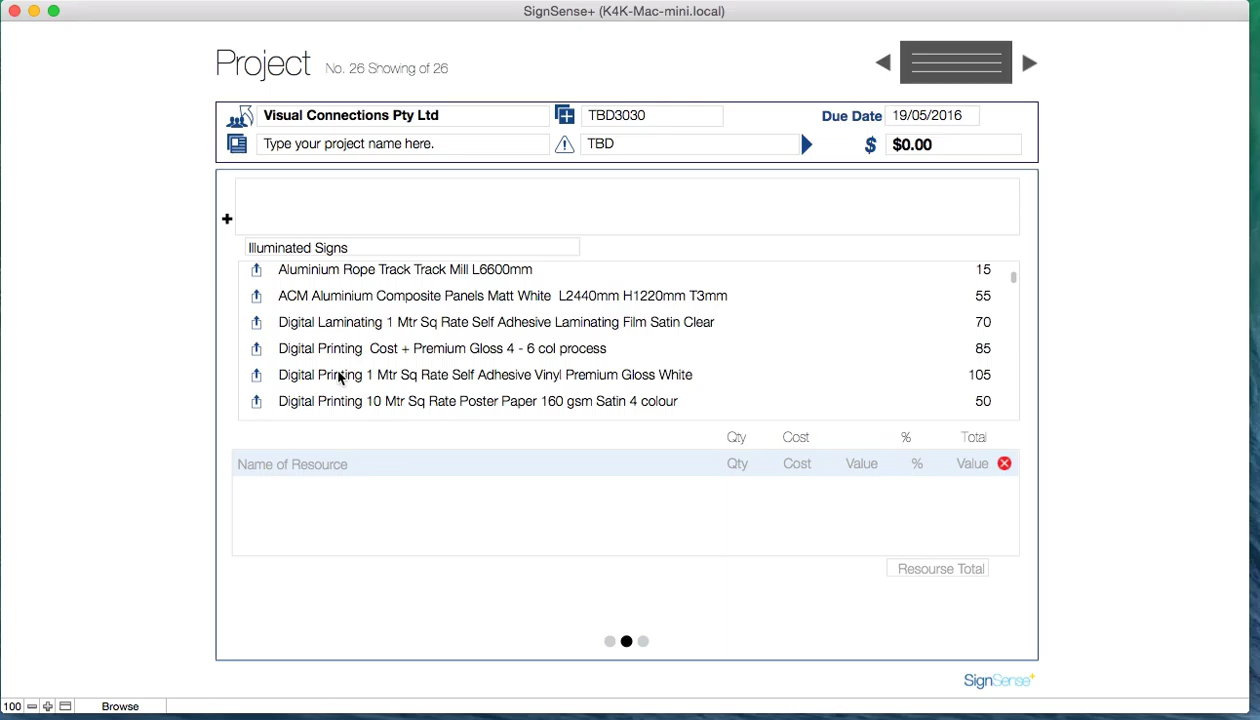 SignSense+ (K4K-Mac-mini.local)
Project No. 26 Showing of 26
Visual Connections Pty Ltd TBD3030 Due Date 19/05/2016
Type your project name here. TBD $ $0.00
Illuminated Signs
Aluminium Rope Track Track Mill L6600mm 15
ACM Aluminium Composite Panels Matt White L2440mm H1220mm T3mm 55
Digital Laminating 1 Mtr Sq Rate Self Adhesive Laminating Film Satin Clear 70
Digital Printing Cost + Premium Gloss 4 - 6 col process 85
Digital Printing 1 Mtr Sq Rate Self Adhesive Vinyl Premium Gloss White 105
Digital Printing 10 Mtr Sq Rate Poster Paper 160 gsm Satin 4 colour 50
Qty Cost % Total
Name of Resource Qty Cost Value % Value
Resourse Total
SignSense+
100 Browse